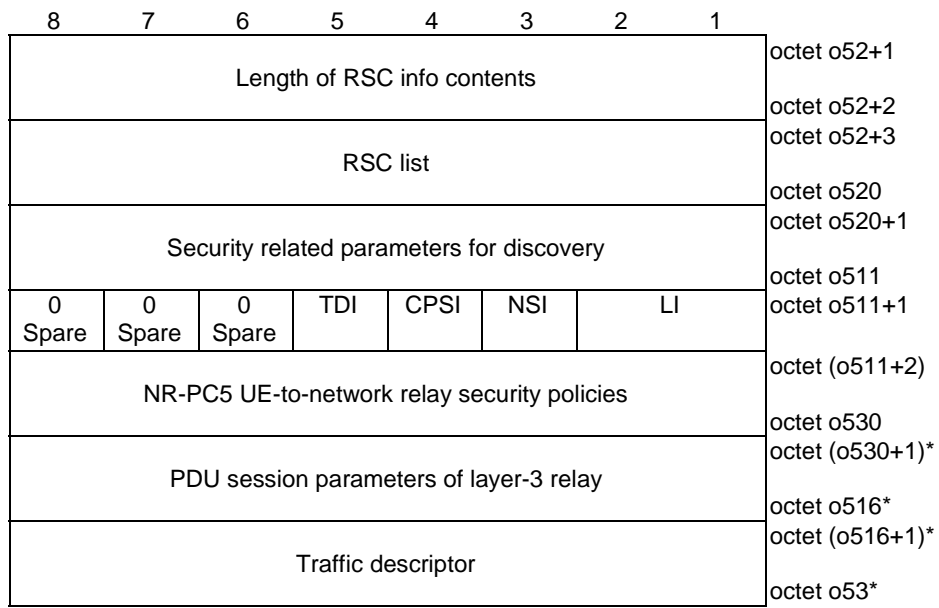 8 7 6 5 4 3 2 1
octet o52+1
Length of RSC info contents
octet o52+2
octet o52+3
RSC list
octet o520
octet o520+1
Security related parameters for discovery
octet o511
0 0 0 TDI CPSI NSI LI octet o511+1
Spare Spare Spare
octet (o511+2)
NR-PC5 UE-to-network relay security policies
octet o530
octet (o530+1)*
PDU session parameters of layer-3 relay
octet o516*
octet (o516+1)*
Traffic descriptor
octet o53*